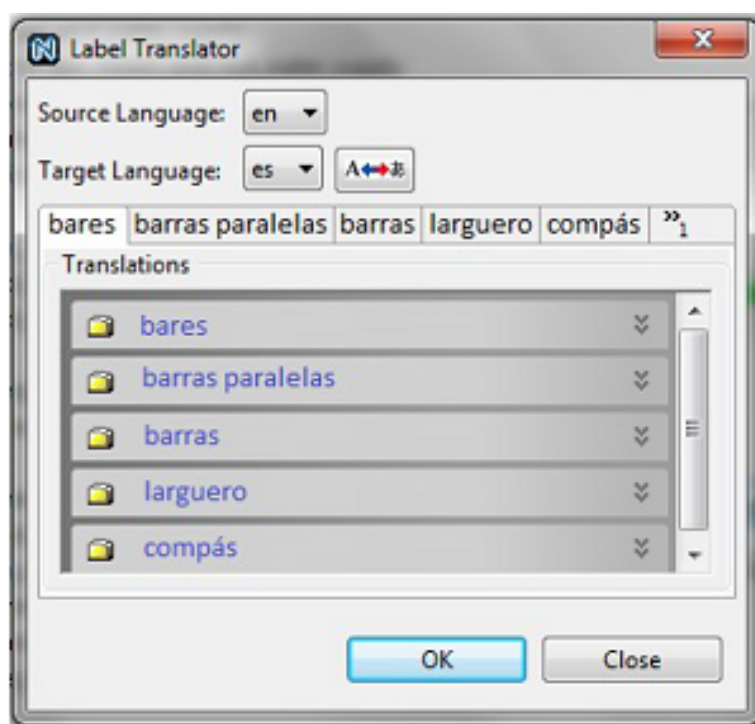 Label Translator
Source Language: en
Target Language: es A あ
bares barras paralelas barras larguero compás »1
Translations
bares
barras paralelas
barras
larguero
compás
OK Close